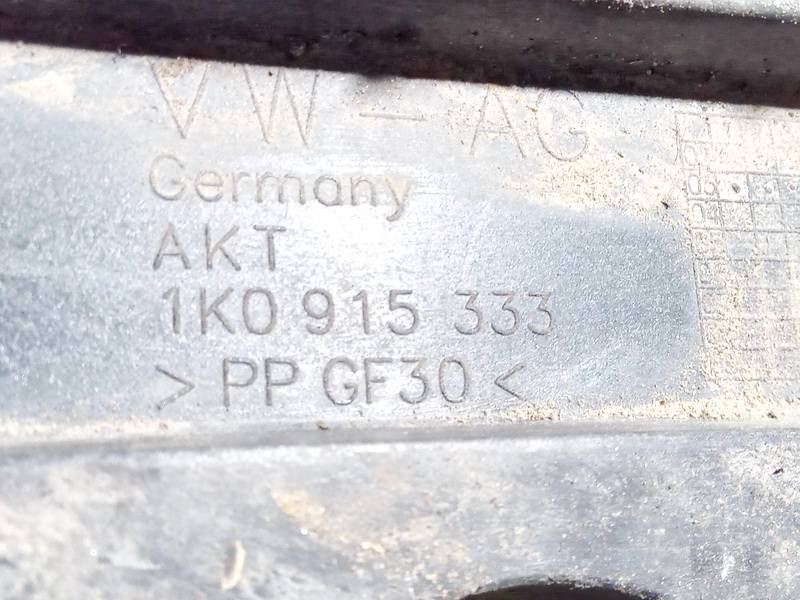 VW-AG
Germany
AKT
1K0 915 333
>PP GF30<